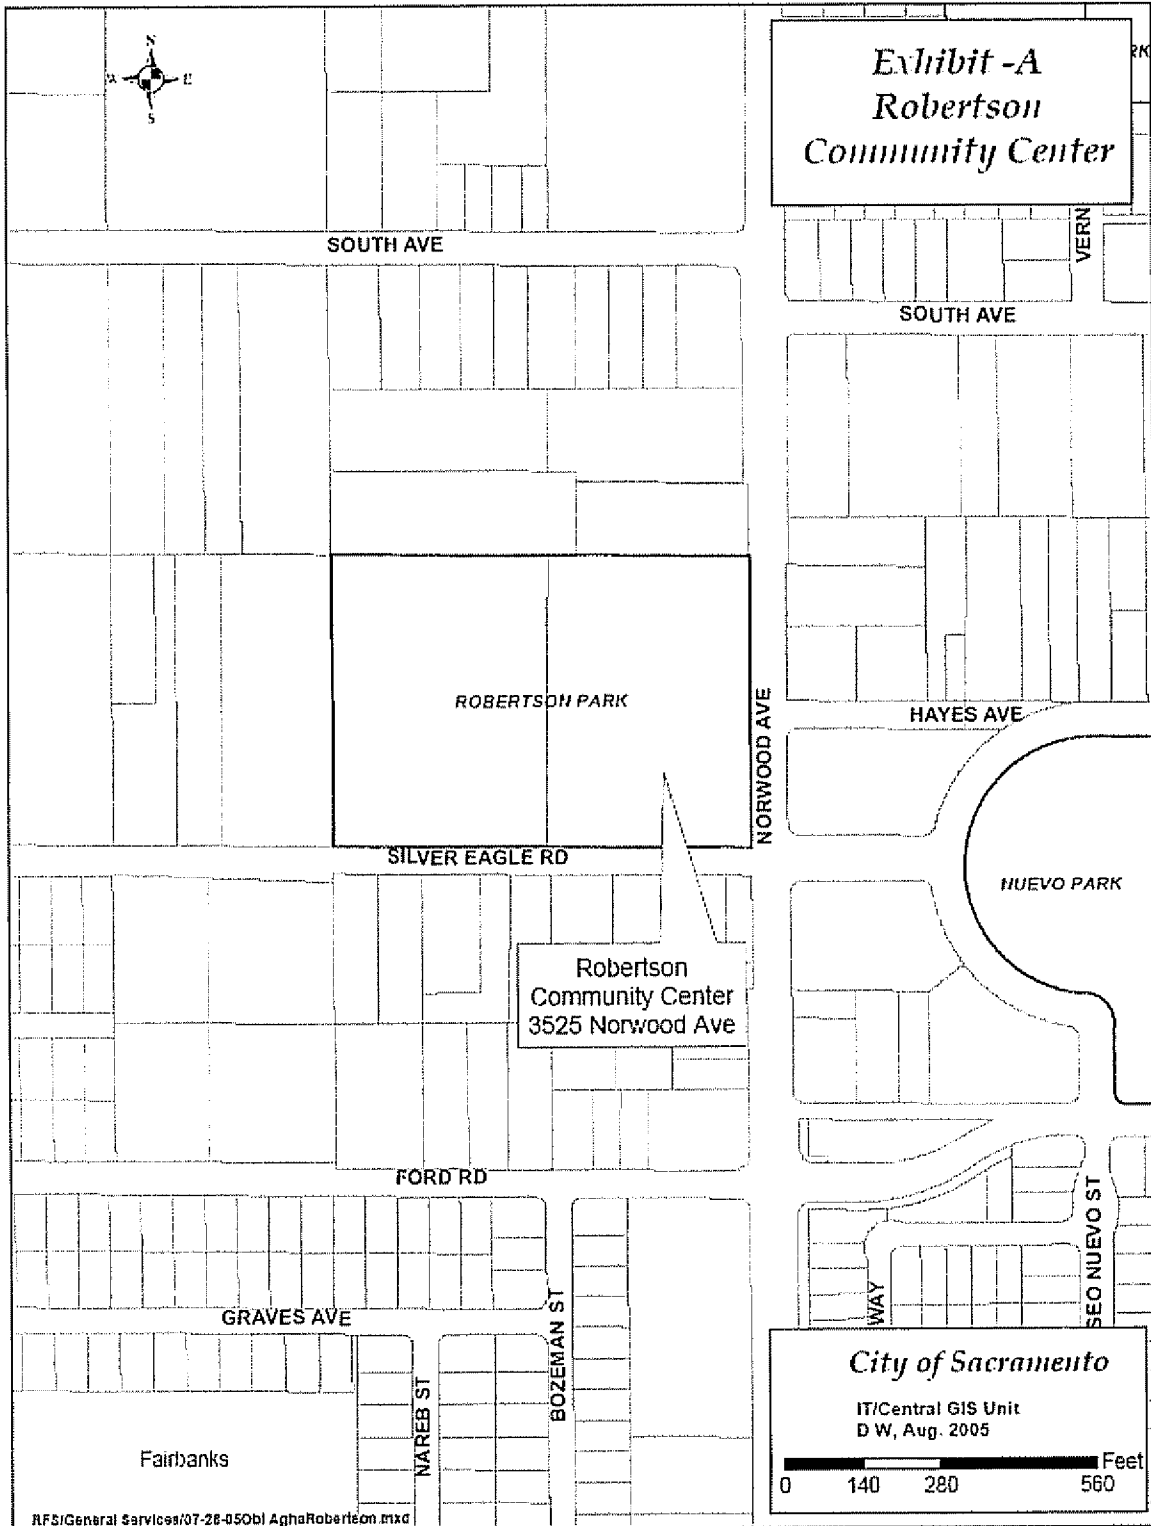 N
W E
S
Exhibit -A
Robertson
Community Center
RK
VERN
SOUTH AVE
SOUTH AVE
ROBERTSON PARK
NORWOOD AVE
HAYES AVE
SILVER EAGLE RD
NUEVO PARK
Robertson
Community Center
3525 Norwood Ave
FORD RD
SEO NUEVO ST
WAY
GRAVES AVE
BOZEMAN ST
NAREB ST
Fairbanks
City of Sacramento
IT/Central GIS Unit
D W, Aug. 2005
Feet
0 140 280 560
RFS/General Services/07-28-05Obl AghaRobertson.mxd